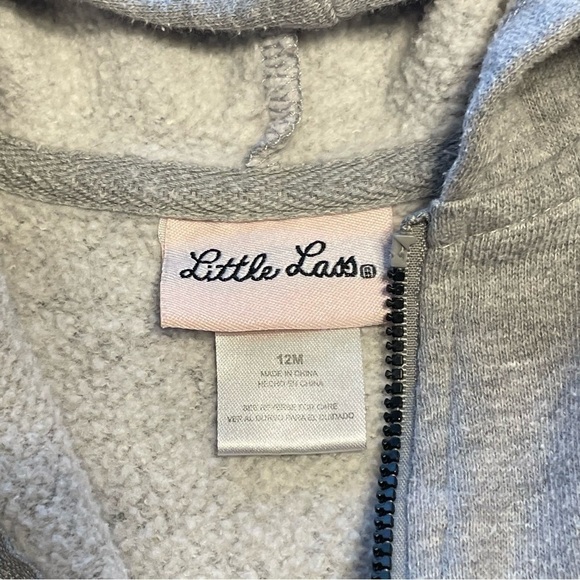 Little Lass®
12M
MADE IN CHINA
HECHO EN CHINA
SEE REVERSE FOR CARE
VER AL DORSO PARA EL CUIDADO